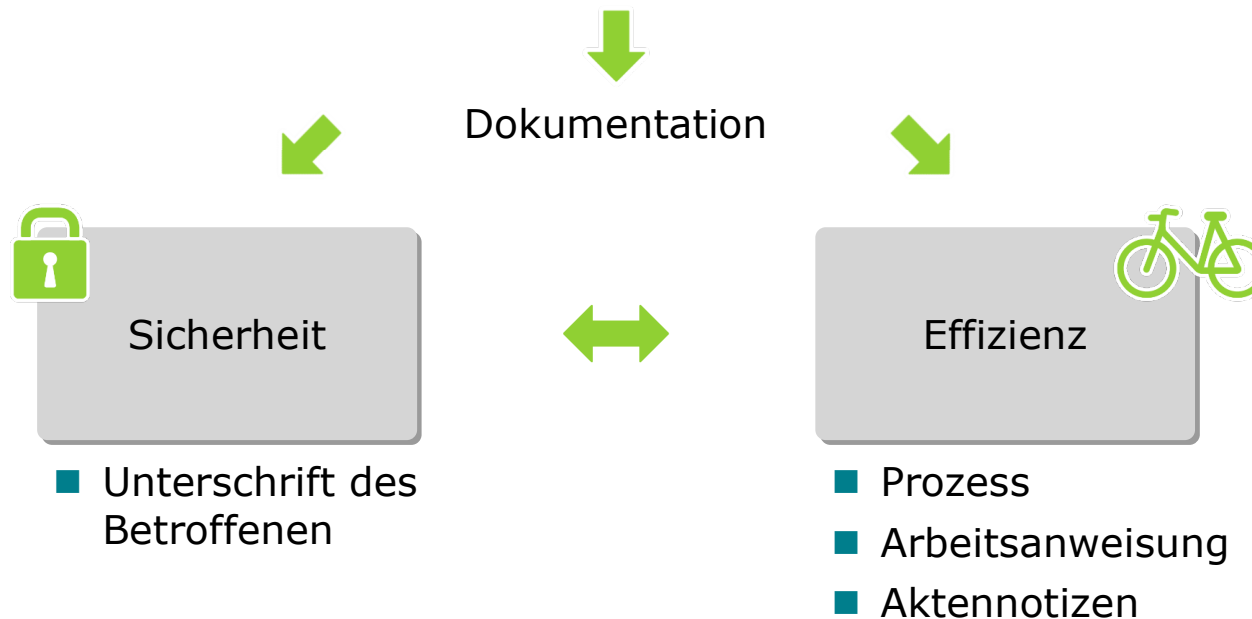 Dokumentation
Sicherheit
Effizienz
Unterschrift des
Betroffenen
Prozess
Arbeitsanweisung
Aktennotizen